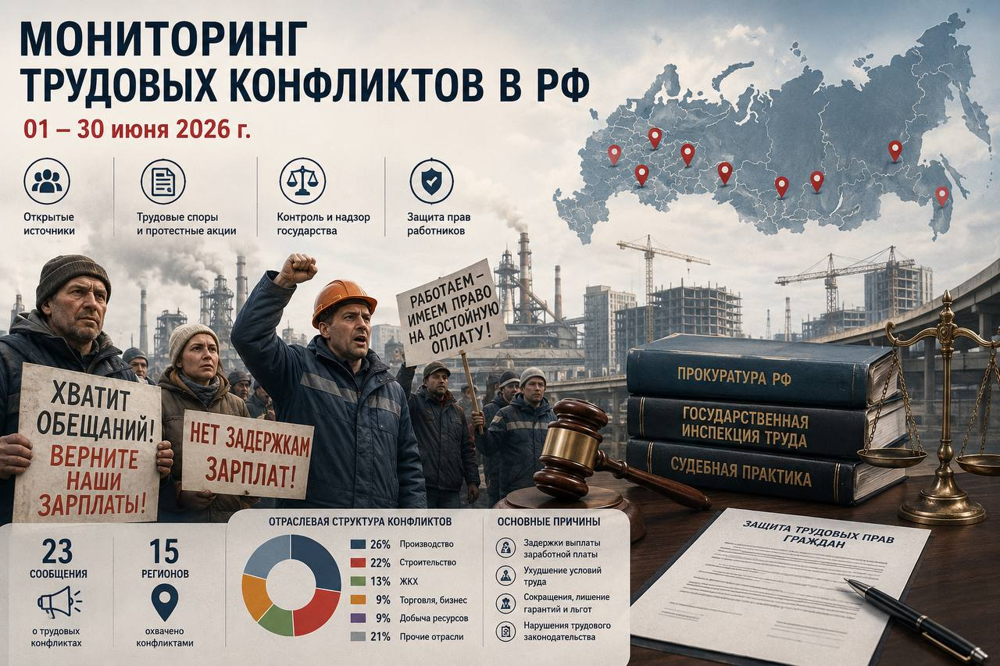 МОНИТОРИНГ
ТРУДОВЫХ КОНФЛИКТОВ В РФ
01 – 30 июня 2026 г.
Открытые
источники
Трудовые споры
и протестные акции
Контроль и надзор
государства
Защита прав
работников
РАБОТАЕМ –
ИМЕЕМ ПРАВО
НА ДОСТОЙНУЮ
ОПЛАТУ!
ХВАТИТ
ОБЕЩАНИЙ!
ВЕРНИТЕ
НАШИ
ЗАРПЛАТЫ!
НЕТ ЗАДЕРЖКАМ
ЗАРПЛАТ!
ПРОКУРАТУРА РФ
ГОСУДАРСТВЕННАЯ
ИНСПЕКЦИЯ ТРУДА
СУДЕБНАЯ ПРАКТИКА
ЗАЩИТА ТРУДОВЫХ ПРАВ
ГРАЖДАН
23
СООБЩЕНИЯ
о трудовых
конфликтах
15
РЕГИОНОВ
охвачено
конфликтами
ОТРАСЛЕВАЯ СТРУКТУРА КОНФЛИКТОВ
26% Производство
22% Строительство
13% ЖКХ
9% Торговля, бизнес
9% Добыча ресурсов
21% Прочие отрасли
ОСНОВНЫЕ ПРИЧИНЫ
Задержки выплаты
заработной платы
Ухудшение условий
труда
Сокращения, лишение
гарантий и льгот
Нарушения трудового
законодательства